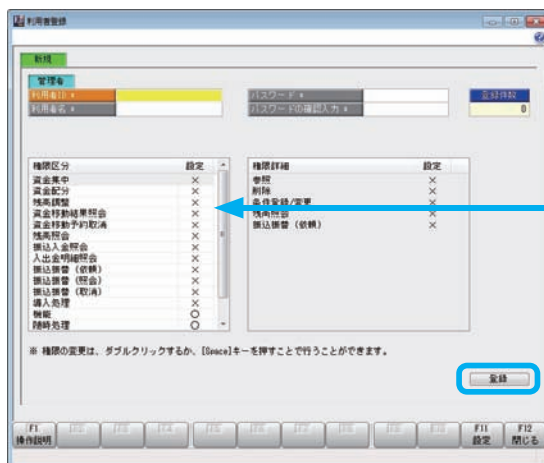 利用者登録
新規
管理者
利用者ID *
パスワード *
登録件数
利用者名 *
パスワードの確認入力 *
0
権限区分 設定
資金集中 ×
資金配分 ×
残高調整 ×
資金移動結果照会 ×
資金移動予約取消 ×
残高照会 ×
振込入金照会 ×
入出金明細照会 ×
振込振替（依頼） ×
振込振替（照会） ×
振込振替（取消） ×
導入処理 ×
機能 ○
随時処理 ○
権限詳細 設定
参照 ×
削除 ×
条件登録/変更 ×
残高照会 ×
振込振替（依頼） ×
※ 権限の変更は、ダブルクリックするか、[Space]キーを押すことで行うことができます。
登録
F1 操作説明
F11 設定
F12 閉じる